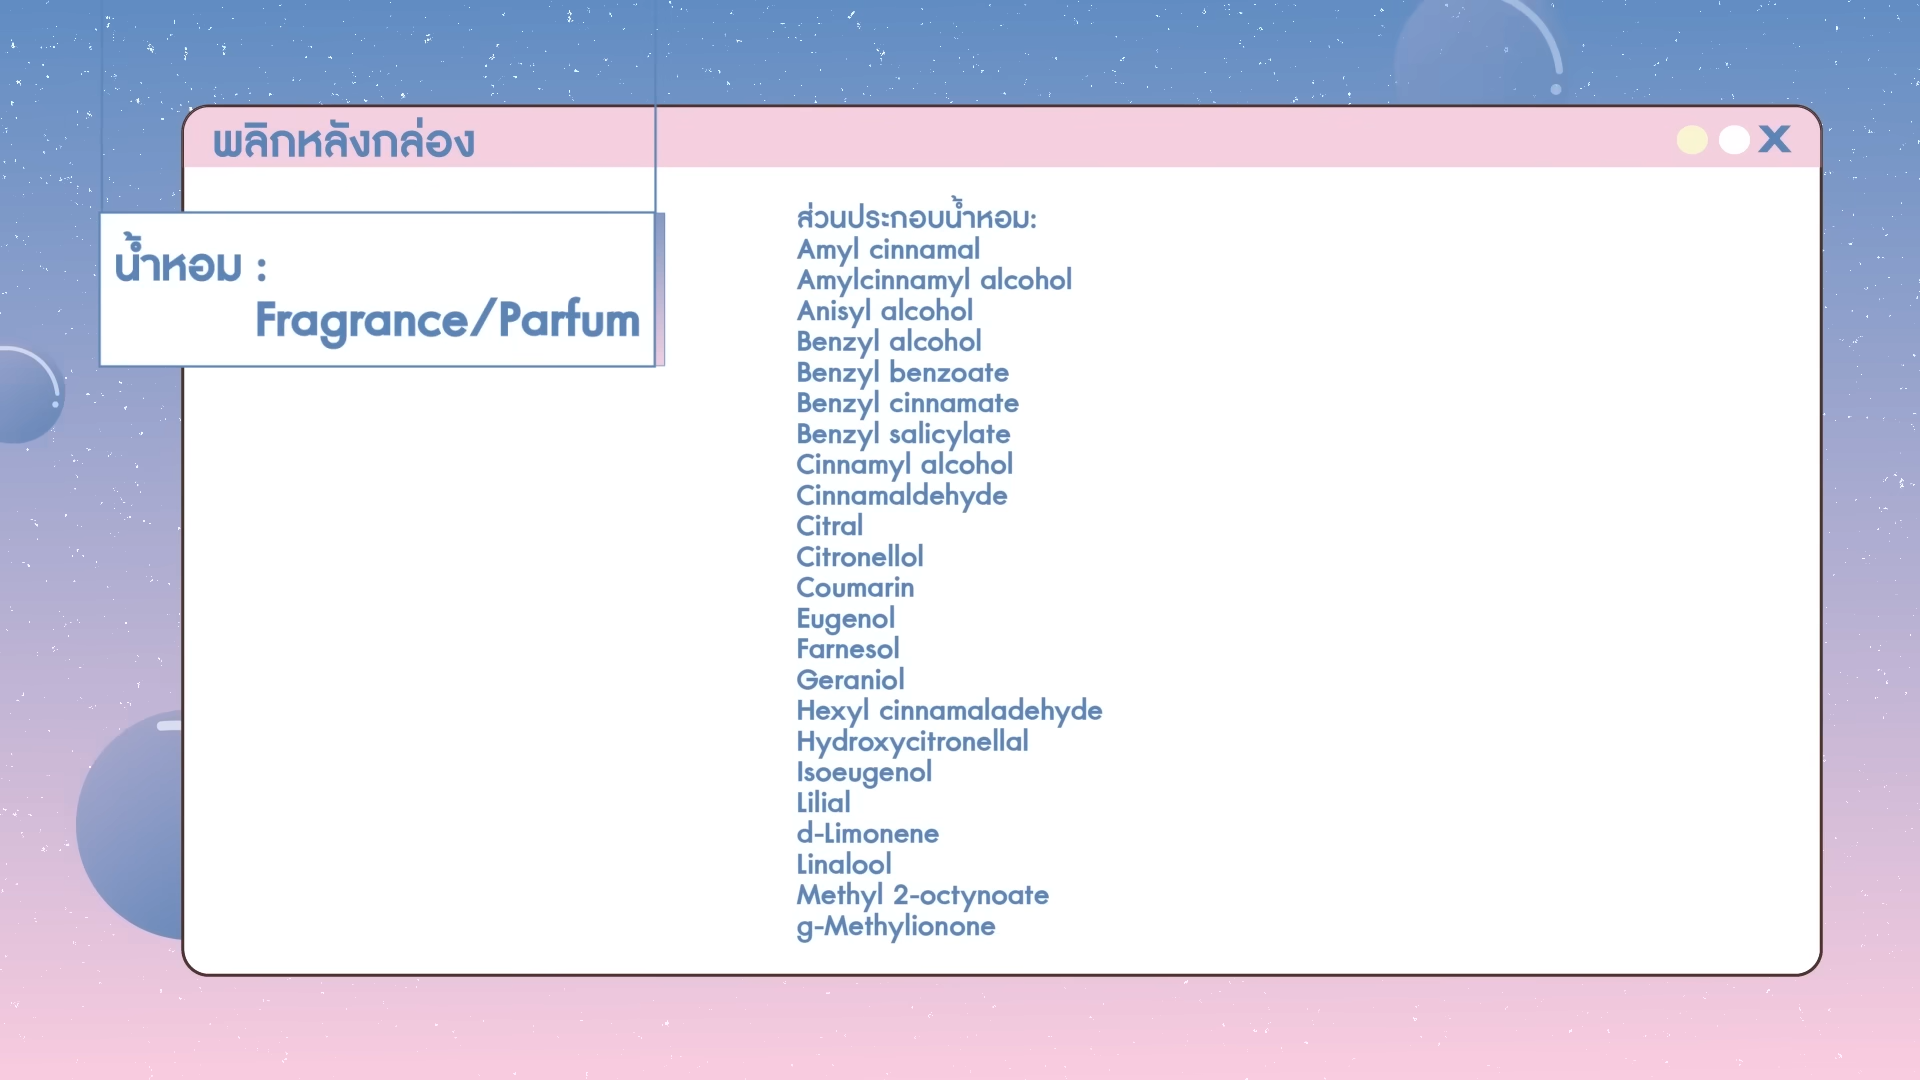 พลิกหลังกล่อง
X
น้ำหอม :
Fragrance/Parfum
ส่วนประกอบน้ำหอม:
Amyl cinnamal
Amylcinnamyl alcohol
Anisyl alcohol
Benzyl alcohol
Benzyl benzoate
Benzyl cinnamate
Benzyl salicylate
Cinnamyl alcohol
Cinnamaldehyde
Citral
Citronellol
Coumarin
Eugenol
Farnesol
Geraniol
Hexyl cinnamaladehyde
Hydroxycitronellal
Isoeugenol
Lilial
d-Limonene
Linalool
Methyl 2-octynoate
g-Methylionone